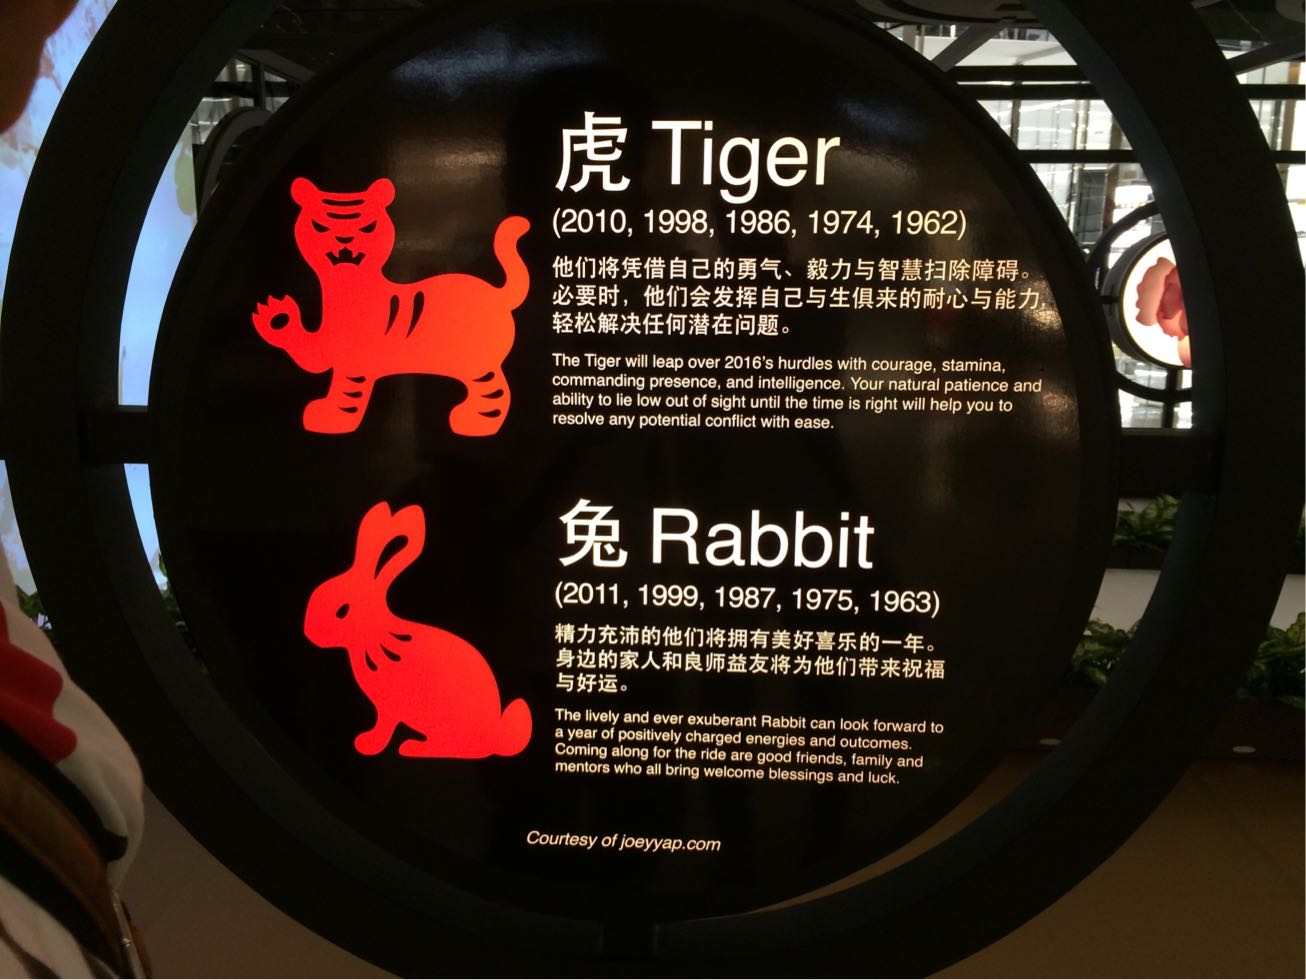 虎 Tiger
(2010, 1998, 1986, 1974, 1962)
他们将凭借自己的勇气、毅力与智慧扫除障碍。
必要时，他们会发挥自己与生俱来的耐心与能力，
轻松解决任何潜在问题。
The Tiger will leap over 2016's hurdles with courage, stamina,
commanding presence, and intelligence. Your natural patience and
ability to lie low out of sight until the time is right will help you to
resolve any potential conflict with ease.
兔 Rabbit
(2011, 1999, 1987, 1975, 1963)
精力充沛的他们将拥有美好喜乐的一年。
身边的家人和良师益友将为他们带来祝福
与好运。
The lively and ever exuberant Rabbit can look forward to
a year of positively charged energies and outcomes.
Coming along for the ride are good friends, family and
mentors who all bring welcome blessings and luck.
Courtesy of joeyyap.com